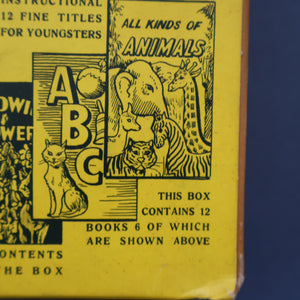 INSTRUCTIONAL
12 FINE TITLES
FOR YOUNGSTERS
ALL KINDS OF
ANIMALS
A
B
C
THIS BOX
CONTAINS 12
BOOKS 6 OF WHICH
ARE SHOWN ABOVE
CONTENTS
THE BOX